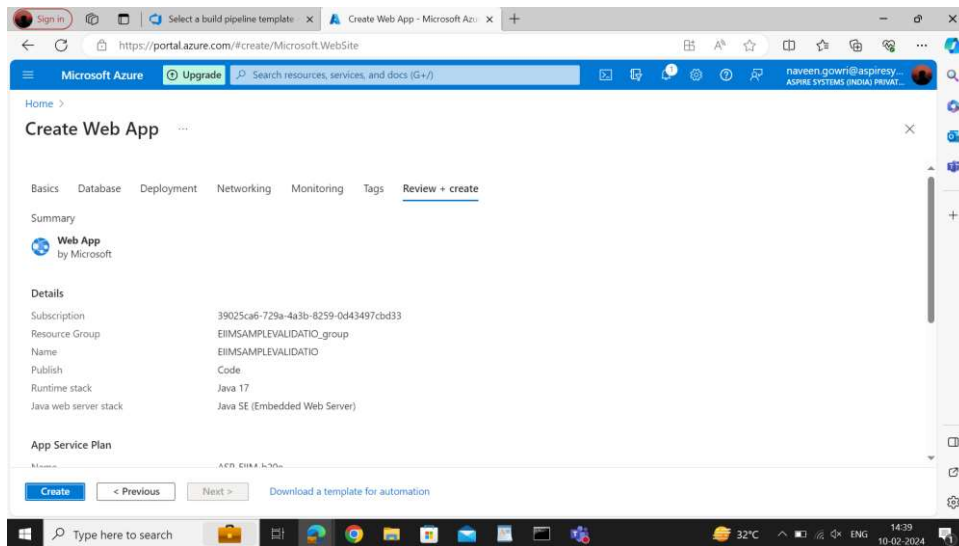 Sign in
Select a build pipeline template
Create Web App - Microsoft Azu
https://portal.azure.com/#create/Microsoft.WebSite
Microsoft Azure
Upgrade
Search resources, services, and docs (G+/)
naveen.gowri@aspiresy...
ASPIRE SYSTEMS (INDIA) PRIVAT...
Home >
Create Web App ...
Basics Database Deployment Networking Monitoring Tags Review + create
Summary
Web App
by Microsoft
Details
Subscription 39025ca6-729a-4a3b-8259-0d43497cbd33
Resource Group EIIMSAMPLEVALIDATIO_group
Name EIIMSAMPLEVALIDATIO
Publish Code
Runtime stack Java 17
Java web server stack Java SE (Embedded Web Server)
App Service Plan
Create < Previous Next > Download a template for automation
Type here to search
32°C ENG
14:39
10-02-2024